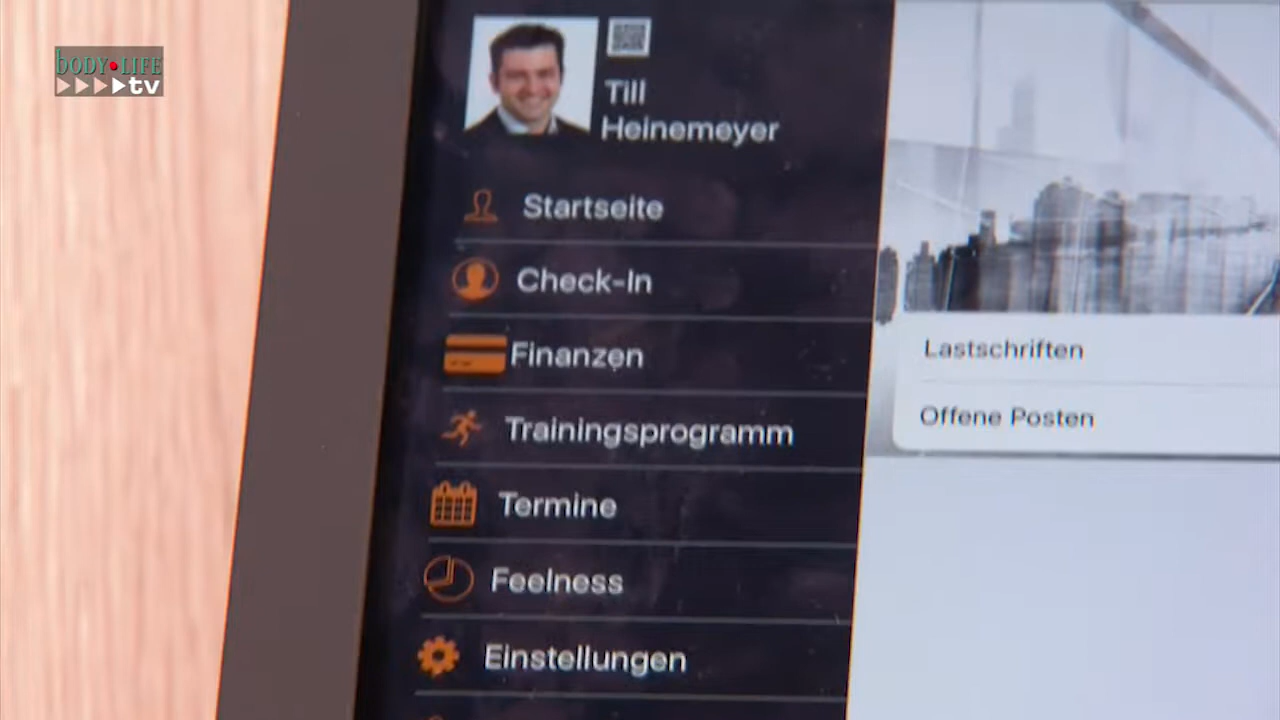 BODY LIFE
tv
Till
Heinemeyer
Startseite
Check-In
Finanzen
Trainingsprogramm
Termine
Feelness
Einstellungen
Lastschriften
Offene Posten